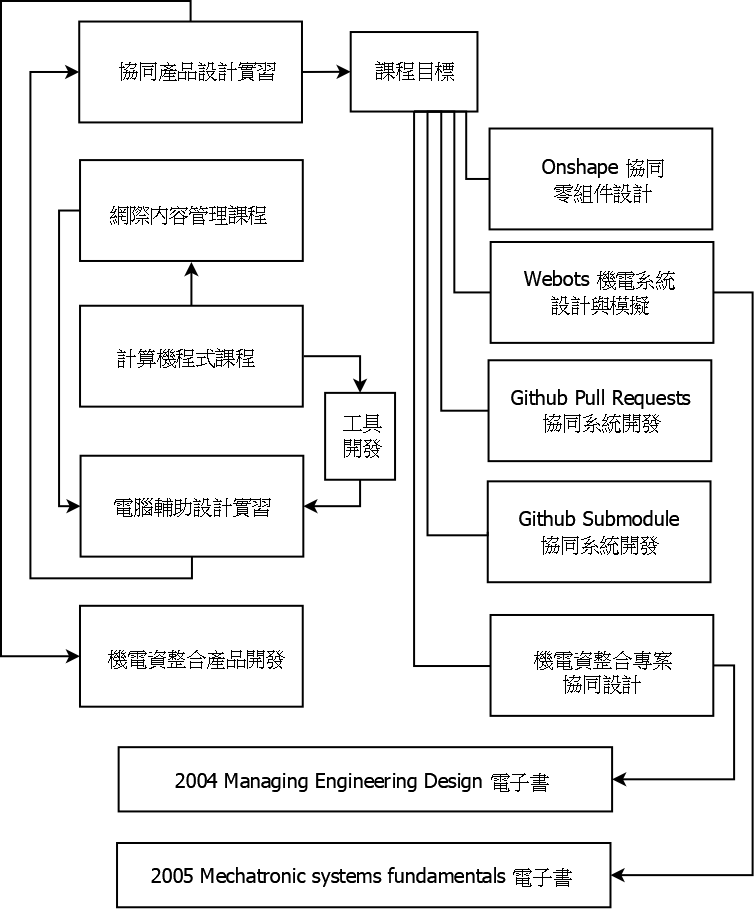 協同產品設計實習
課程目標
Onshape 協同
零組件設計
網際內容管理課程
Webots 機電系統
設計與模擬
計算機程式課程
Github Pull Requests
協同系統開發
工具
開發
電腦輔助設計實習
Github Submodule
協同系統開發
機電資整合產品開發
機電資整合專案
協同設計
2004 Managing Engineering Design 電子書
2005 Mechatronic systems fundamentals 電子書